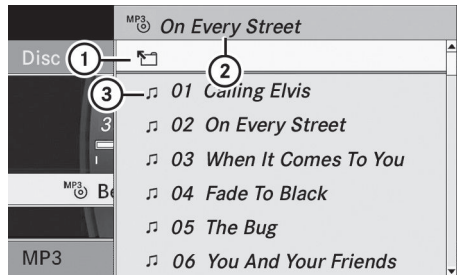 MP3 On Every Street
Disc
1
2
3
01 Calling Elvis
3
02 On Every Street
03 When It Comes To You
MP3 Be
04 Fade To Black
05 The Bug
MP3
06 You And Your Friends